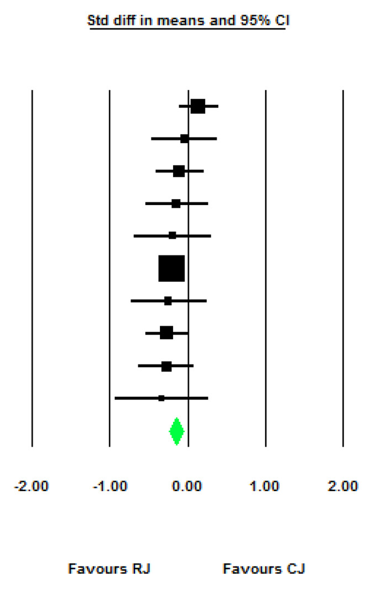 Std diff in means and 95% CI
-2.00 -1.00 0.00 1.00 2.00
Favours RJ Favours CJ